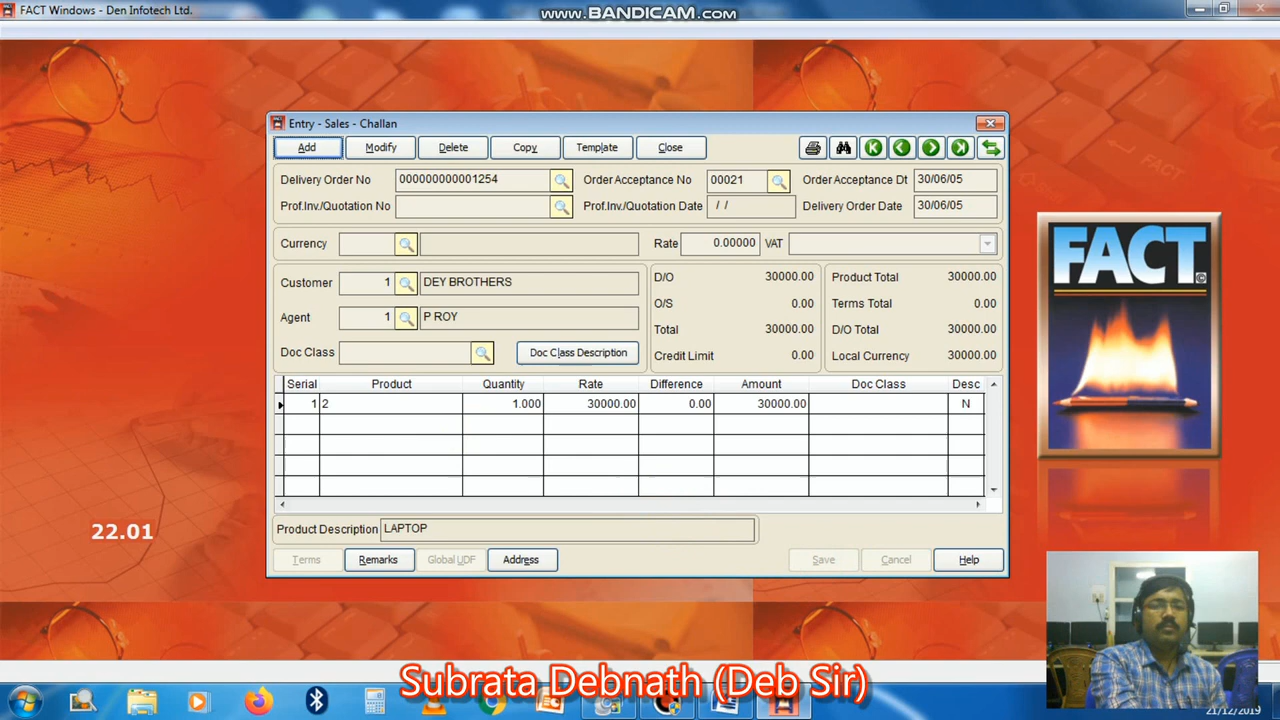 FACT Windows - Den Infotech Ltd.
www.BANDICAM.com
Entry - Sales - Challan
Add Modify Delete Copy Template Close
Delivery Order No 000000000001254 Order Acceptance No 00021 Order Acceptance Dt 30/06/05
Prof.Inv./Quotation No Prof.Inv./Quotation Date / / Delivery Order Date 30/06/05
Currency Rate 0.00000 VAT
Customer 1 DEY BROTHERS D/O 30000.00 Product Total 30000.00
O/S 0.00 Terms Total 0.00
Agent 1 P ROY Total 30000.00 D/O Total 30000.00
Doc Class Doc Class Description Credit Limit 0.00 Local Currency 30000.00
Serial Product Quantity Rate Difference Amount Doc Class Desc
1 2 1.000 30000.00 0.00 30000.00 N
Product Description LAPTOP
Terms Remarks Global UDF Address Save Cancel Help
FACT
22.01
Subrata Debnath (Deb Sir)
21/12/2019